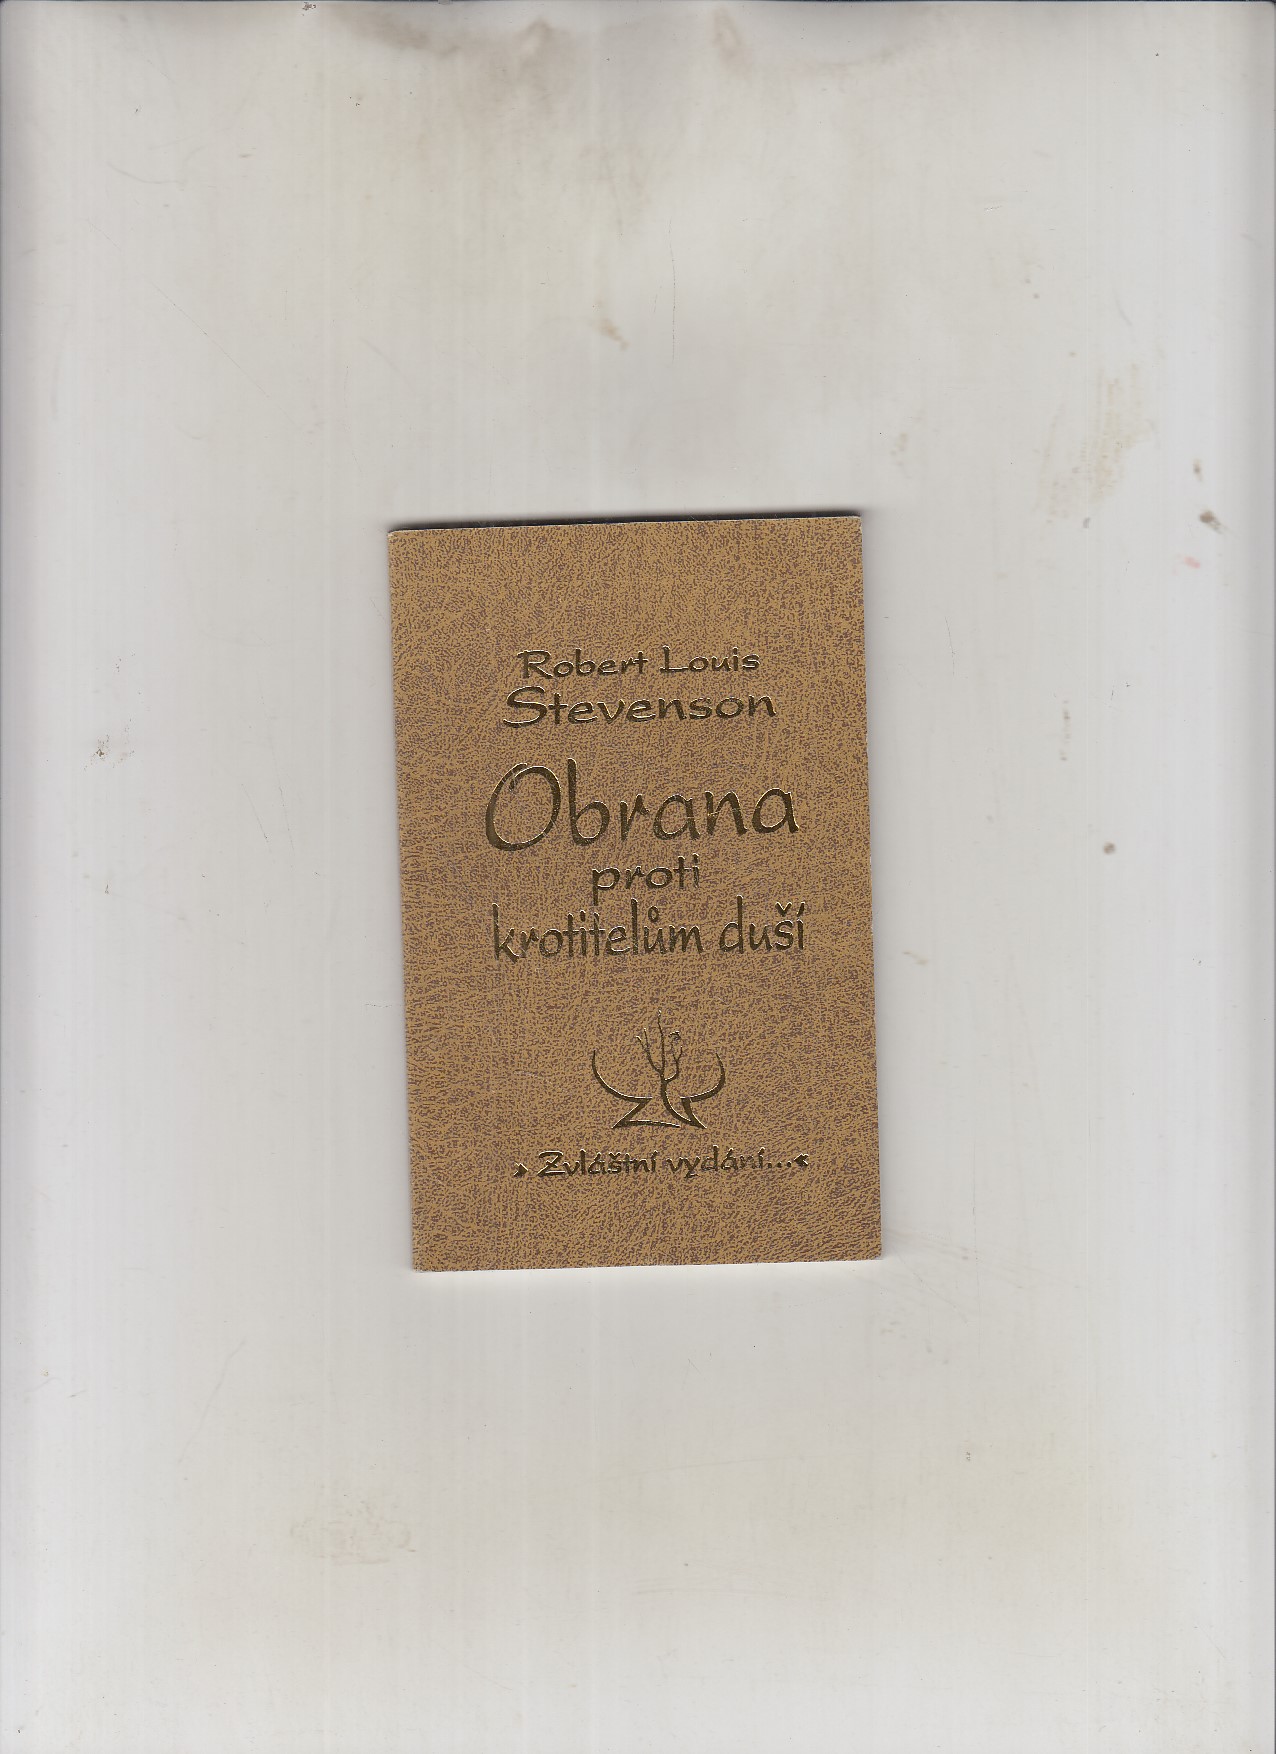 Robert Louis
Stevenson
Obrana
proti
krotitelům duší
» Zvláštní vydání...«